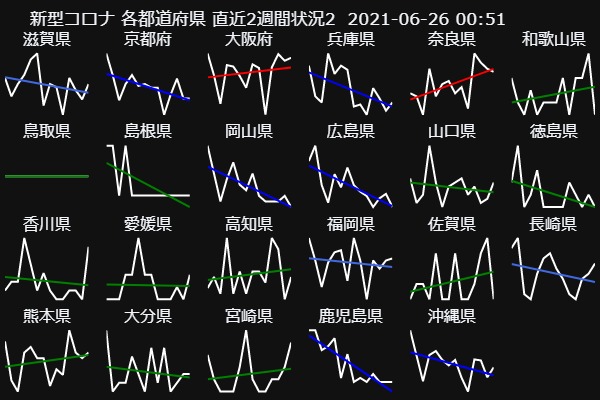 新型コロナ 各都道府県 直近2週間状況2 2021-06-26 00:51
滋賀県 京都府 大阪府 兵庫県 奈良県 和歌山県
鳥取県 島根県 岡山県 広島県 山口県 徳島県
香川県 愛媛県 高知県 福岡県 佐賀県 長崎県
熊本県 大分県 宮崎県 鹿児島県 沖縄県